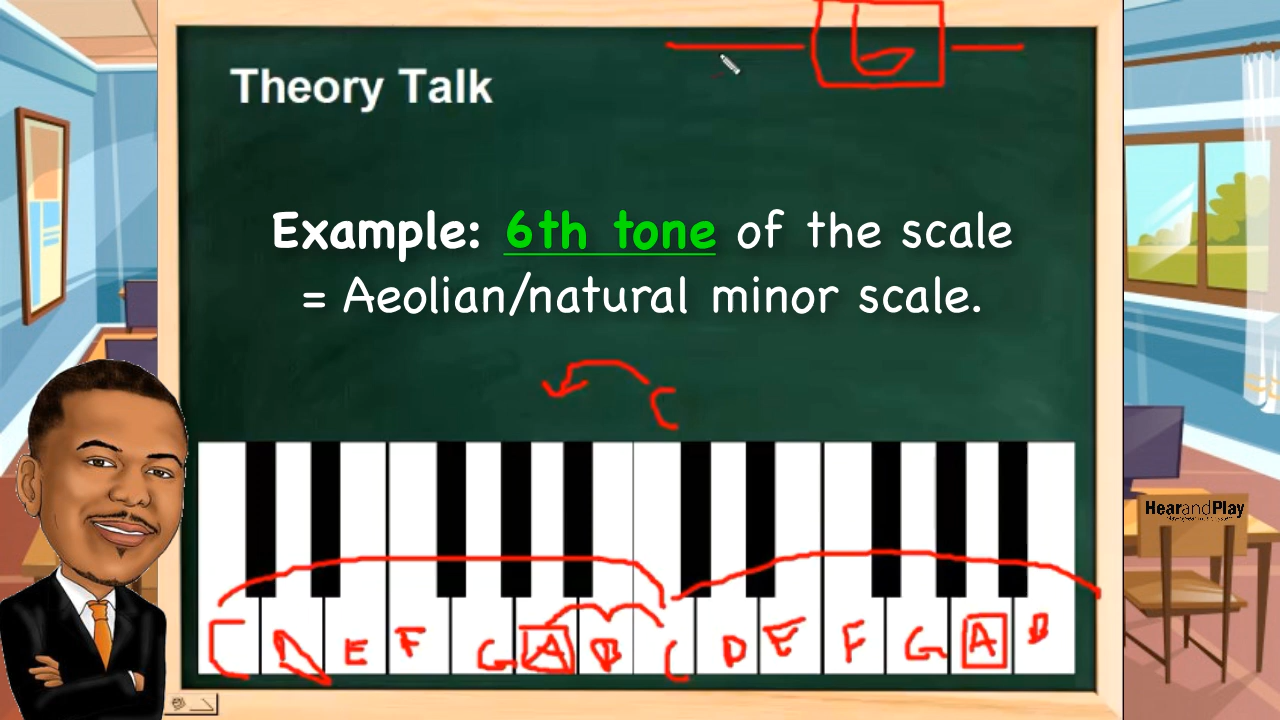 C
Theory Talk
Example: 6th tone of the scale
= Aeolian/natural minor scale.
C
HearandPlay
C D E F G A B C D E F G A B